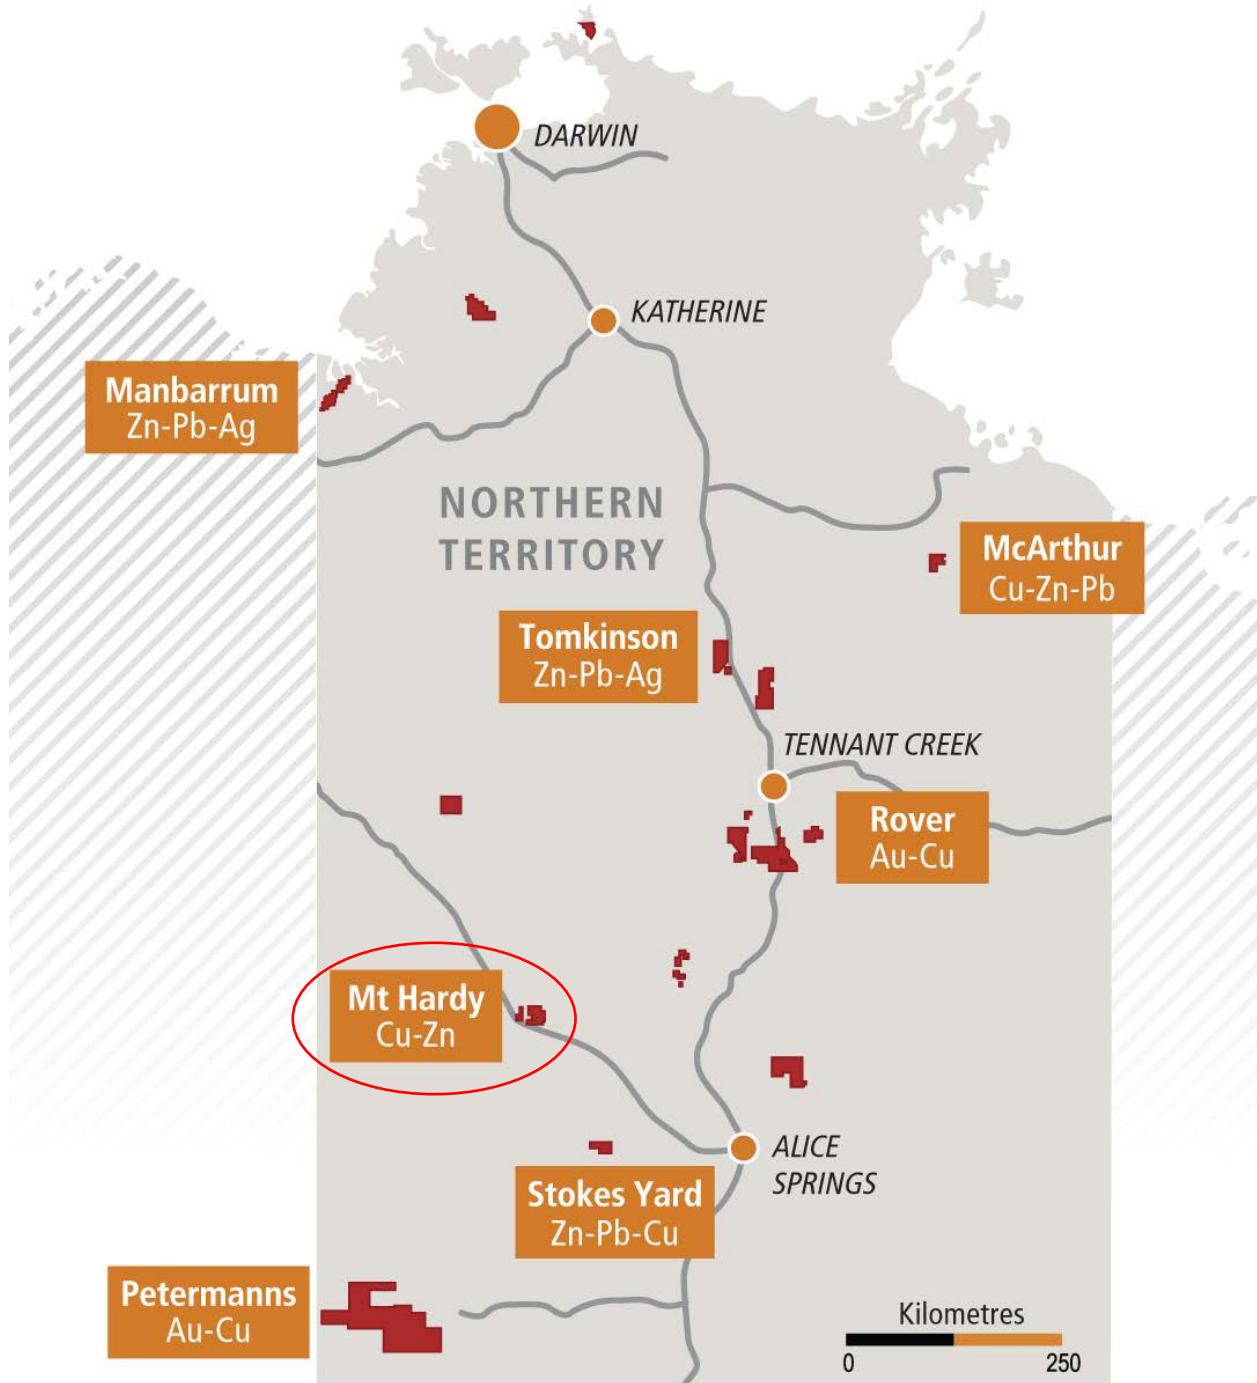 DARWIN
KATHERINE
Manbarrum
Zn-Pb-Ag
NORTHERN
TERRITORY
McArthur
Cu-Zn-Pb
Tomkinson
Zn-Pb-Ag
TENNANT CREEK
Rover
Au-Cu
Mt Hardy
Cu-Zn
ALICE
SPRINGS
Stokes Yard
Zn-Pb-Cu
Petermanns
Au-Cu
Kilometres
0 250